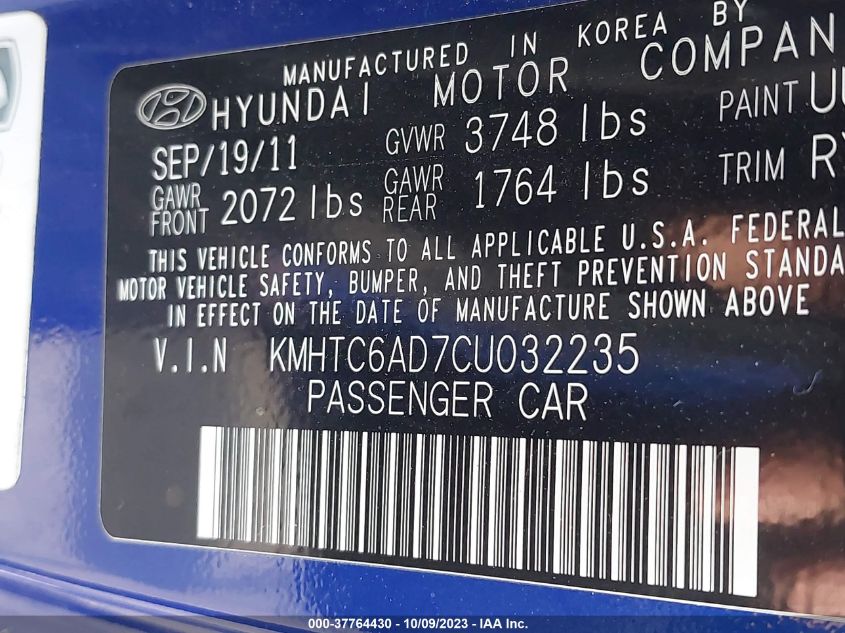 MANUFACTURED IN KOREA BY
HYUNDAI MOTOR COMPAN
SEP/19/11 GVWR 3748 lbs PAINT
GAWR FRONT 2072 lbs GAWR REAR 1764 lbs TRIM
THIS VEHICLE CONFORMS TO ALL APPLICABLE U.S.A. FEDERAL
MOTOR VEHICLE SAFETY, BUMPER, AND THEFT PREVENTION STANDA
IN EFFECT ON THE DATE OF MANUFACTURE SHOWN ABOVE
V.I.N KMHTC6AD7CU032235
PASSENGER CAR
000-37764430 - 10/09/2023 - IAA Inc.